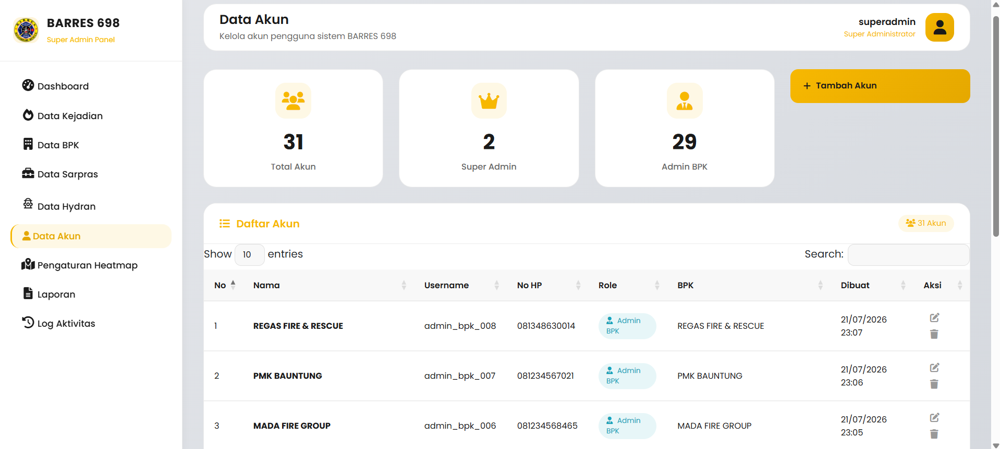 BARRES 698
Super Admin Panel
Dashboard
Data Kejadian
Data BPK
Data Sarpras
Data Hydran
Data Akun
Pengaturan Heatmap
Laporan
Log Aktivitas
Data Akun
Kelola akun pengguna sistem BARRES 698
superadmin
Super Administrator
31
Total Akun
2
Super Admin
29
Admin BPK
+ Tambah Akun
Daftar Akun
31 Akun
Show 10 entries
Search:
No Nama Username No HP Role BPK Dibuat Aksi
1 REGAS FIRE & RESCUE admin_bpk_008 081348630014 Admin BPK REGAS FIRE & RESCUE 21/07/2026 23:07
2 PMK BAUNTUNG admin_bpk_007 081234567021 Admin BPK PMK BAUNTUNG 21/07/2026 23:06
3 MADA FIRE GROUP admin_bpk_006 081234568465 Admin BPK MADA FIRE GROUP 21/07/2026 23:05